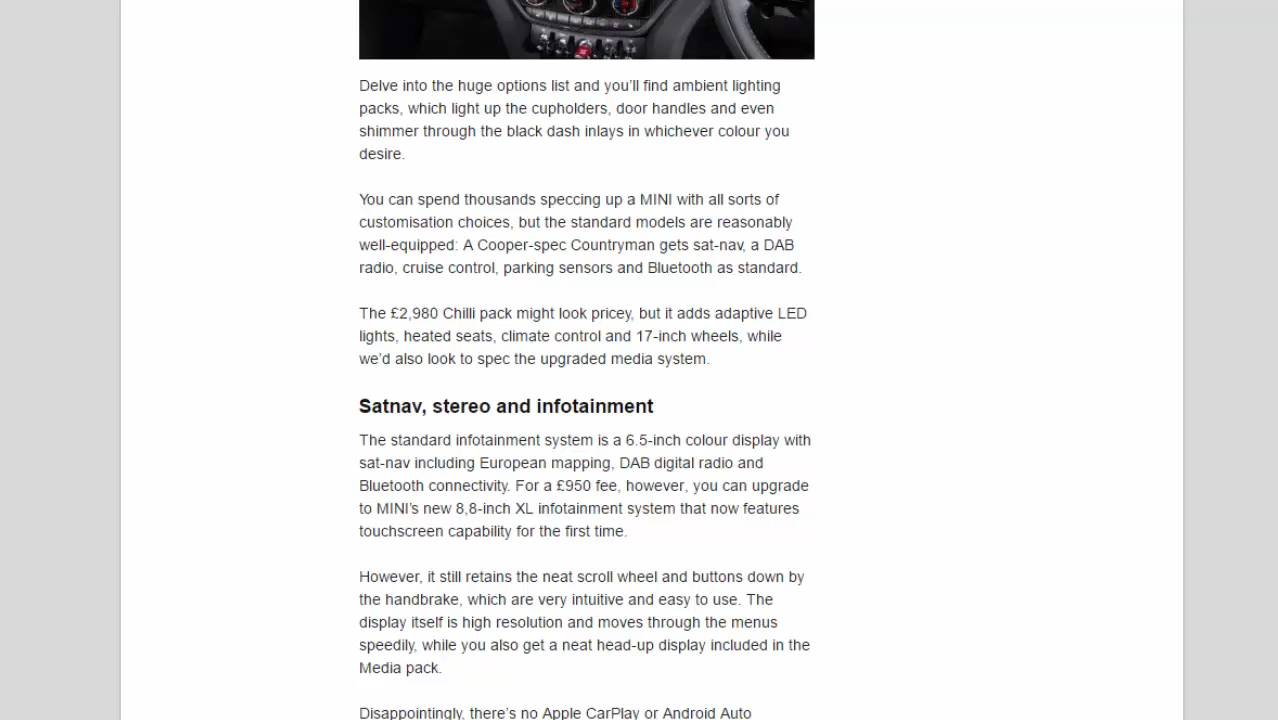 Delve into the huge options list and you'll find ambient lighting
packs, which light up the cupholders, door handles and even
shimmer through the black dash inlays in whichever colour you
desire.
You can spend thousands speccing up a MINI with all sorts of
customisation choices, but the standard models are reasonably
well-equipped: A Cooper-spec Countryman gets sat-nav, a DAB
radio, cruise control, parking sensors and Bluetooth as standard.
The £2,980 Chilli pack might look pricey, but it adds adaptive LED
lights, heated seats, climate control and 17-inch wheels, while
we'd also look to spec the upgraded media system.
Satnav, stereo and infotainment
The standard infotainment system is a 6.5-inch colour display with
sat-nav including European mapping, DAB digital radio and
Bluetooth connectivity. For a £950 fee, however, you can upgrade
to MINI's new 8,8-inch XL infotainment system that now features
touchscreen capability for the first time.
However, it still retains the neat scroll wheel and buttons down by
the handbrake, which are very intuitive and easy to use. The
display itself is high resolution and moves through the menus
speedily, while you also get a neat head-up display included in the
Media pack.
Disappointingly, there's no Apple CarPlay or Android Auto